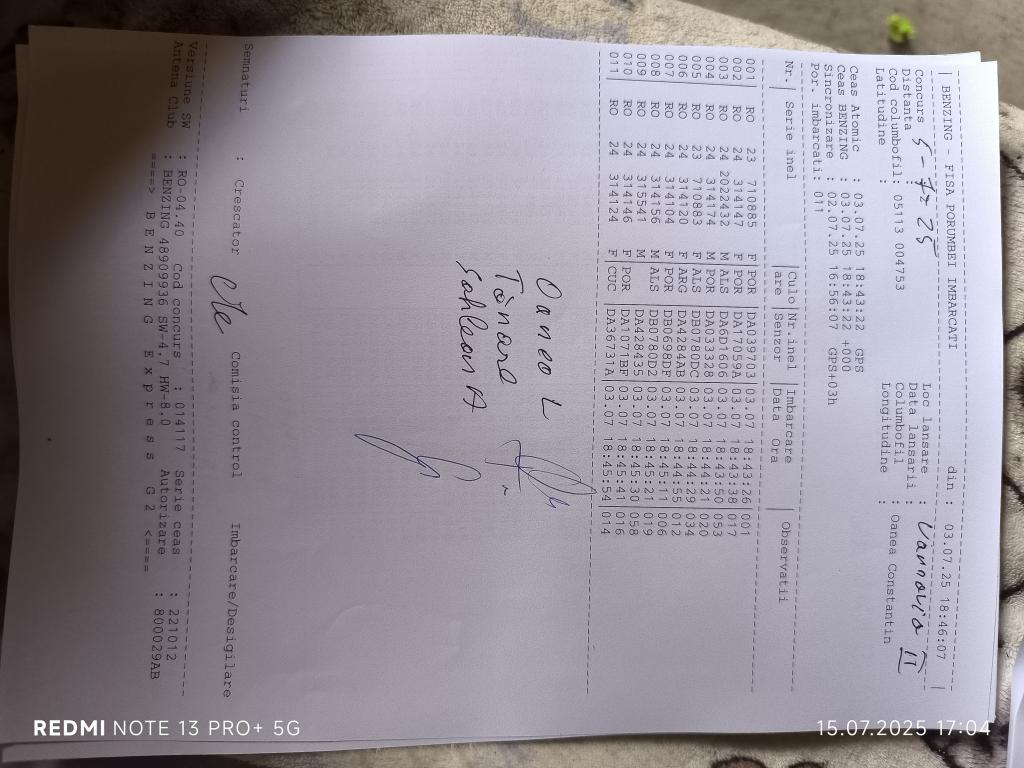 | BENZING - FISA PORUMBEI IMBARCATI din : 03.07.25 18:46:07 |
Concurs 5-7-25 Loc lansare :
Distanta : Data lansarii : II
Cod columbofil: 05113 004753 Columbofil : Oanea Constantin
Latitudine : Longitudine :
Ceas Atomic : 03.07.25 18:43:22 GPS
Ceas BENZING : 03.07.25 18:43:22 +000
Sincronizare : 02.07.25 16:56:07 GPS+03h
Por. imbarcati: 011
Nr.| Serie inel |Culo|Nr.inel |Imbarcare |Observatii
|are |Senzor |Data Ora |
001| RO 23 710885 F|POR |DA039703|03.07 18:43:26|001
002| RO 24 314147 F|POR |DA17059A|03.07 18:43:38|017
003| RO 24 2022432 M|ALS |DA6D1606|03.07 18:43:50|053
004| RO 24 314174 M|POR |DA033328|03.07 18:44:21|020
005| RO 23 710883 F|ALS |DB0780DC|03.07 18:44:29|034
006| RO 24 314120 F|ARG |DA4284AB|03.07 18:44:55|012
007| RO 24 314104 F|POR |DB0698DF|03.07 18:45:11|006
008| RO 24 314156 M|ALS |DB0780D2|03.07 18:45:21|019
009| RO 24 315541 M| |DA428435|03.07 18:45:30|058
010| RO 24 314146 F|POR |DA1071BF|03.07 18:45:41|016
011| RO 24 314124 F|CUC |DA36731A|03.07 18:45:54|014
Semnaturi : Crescator Comisia control Imbarcare/Desigilare
Versiune SW : RO-04.40 Cod concurs : 014117 Serie ceas : 221012
Antena Club : BENZING 48909936 SW-4.7 HW-8.0 Autorizare : 800029AB
====> B E N Z I N G E x p r e s s G 2 <====
REDMI NOTE 13 PRO+ 5G
15.07.2025 17:04